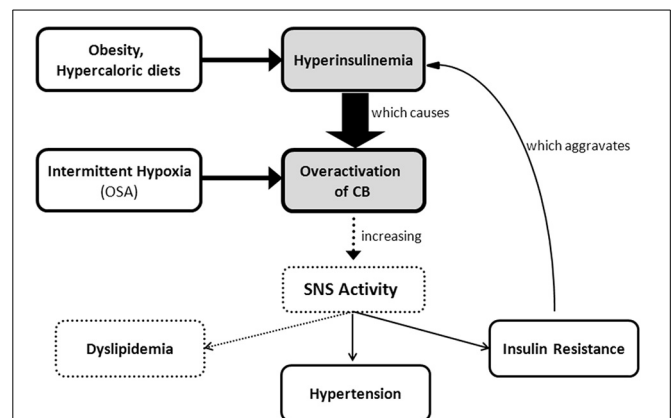 Obesity,
Hypercaloric diets
Hyperinsulinemia
which causes
which aggravates
Intermittent Hypoxia
(OSA)
Overactivation
of CB
increasing
SNS Activity
Dyslipidemia
Insulin Resistance
Hypertension